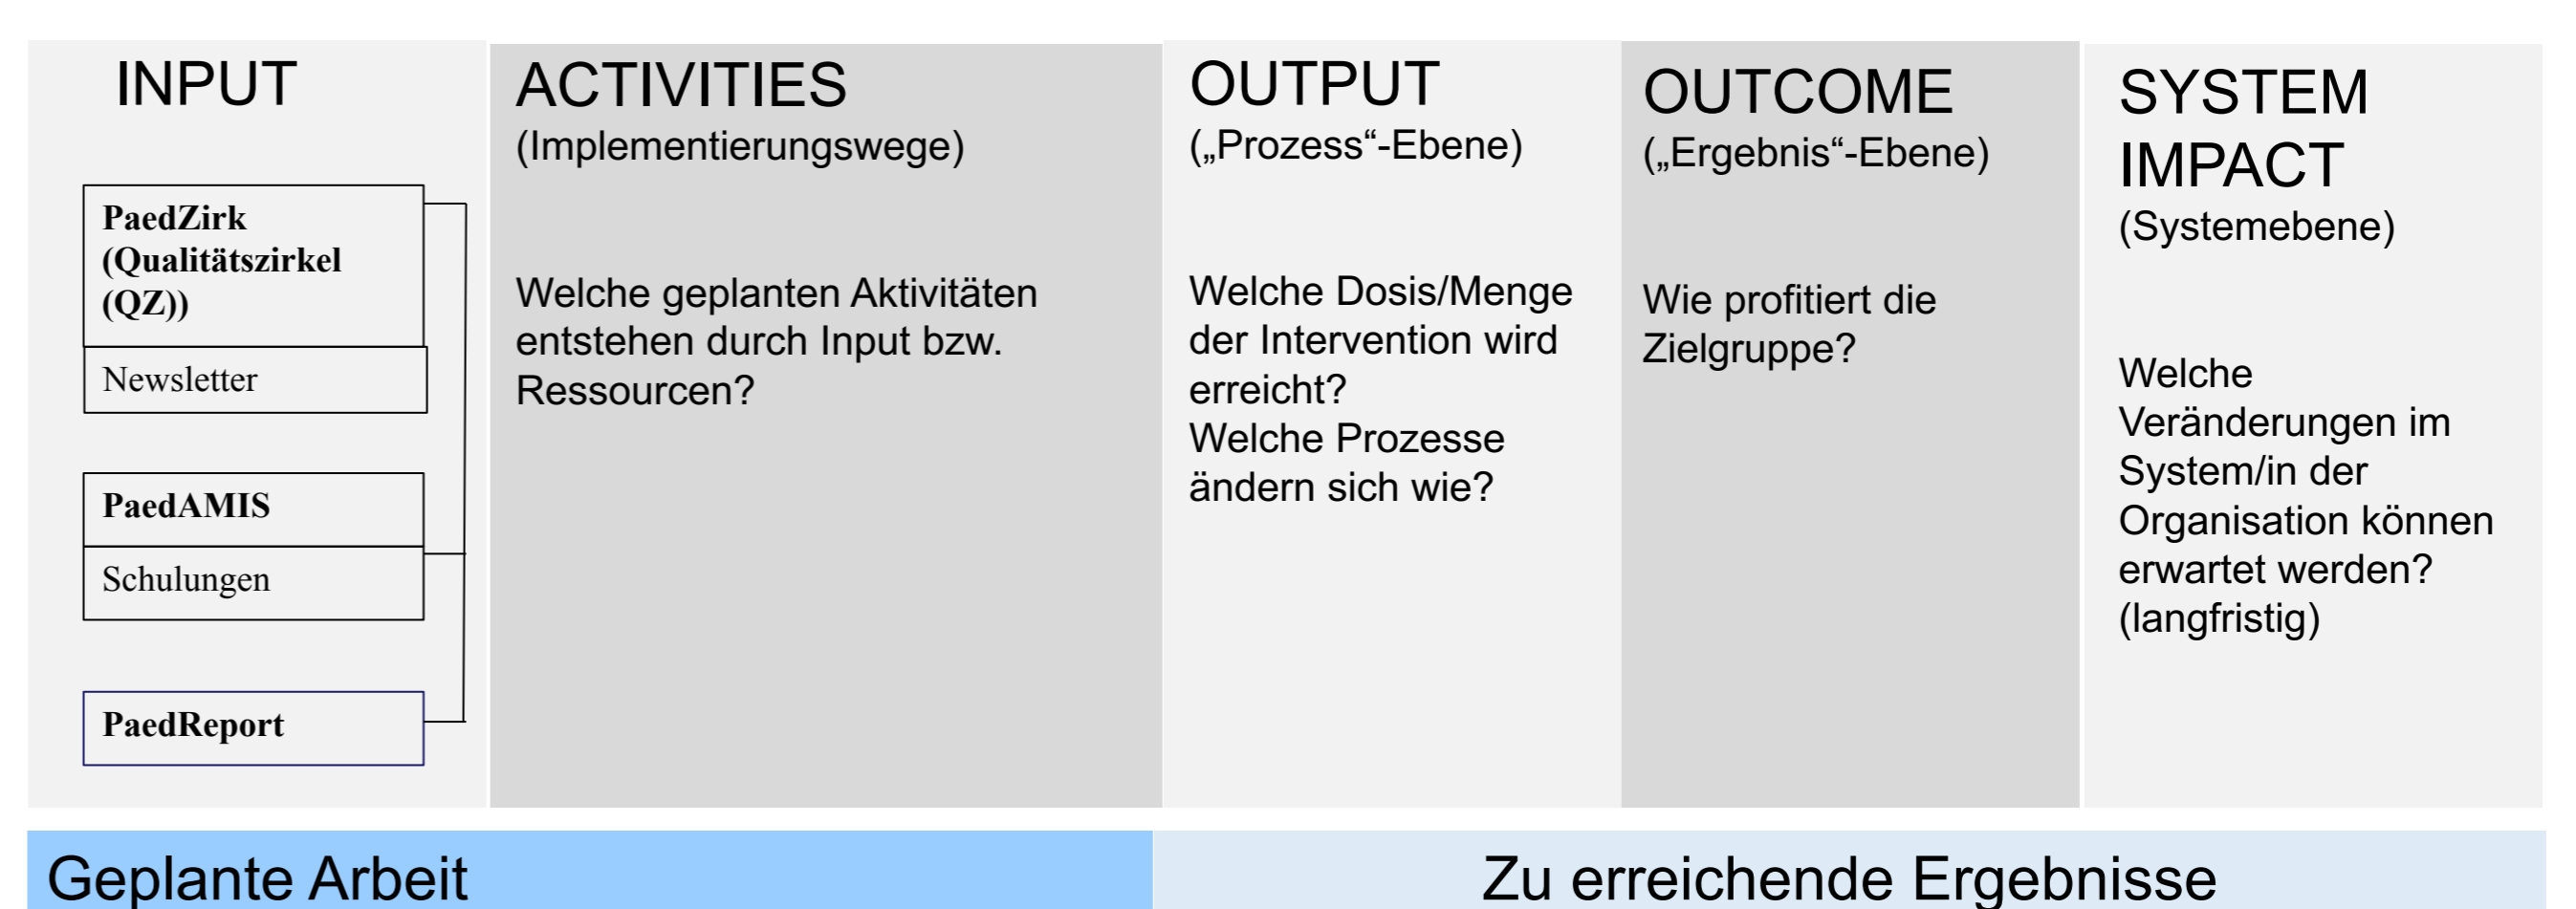 INPUT
PaedZirk
(Qualitätszirkel
(QZ))
Newsletter
PaedAMIS
Schulungen
PaedReport
ACTIVITIES
(Implementierungswege)
Welche geplanten Aktivitäten
entstehen durch Input bzw.
Ressourcen?
OUTPUT
(„Prozess“-Ebene)
Welche Dosis/Menge
der Intervention wird
erreicht?
Welche Prozesse
ändern sich wie?
OUTCOME
(„Ergebnis“-Ebene)
Wie profitiert die
Zielgruppe?
SYSTEM
IMPACT
(Systemebene)
Welche
Veränderungen im
System/in der
Organisation können
erwartet werden?
(langfristig)
Geplante Arbeit
Zu erreichende Ergebnisse